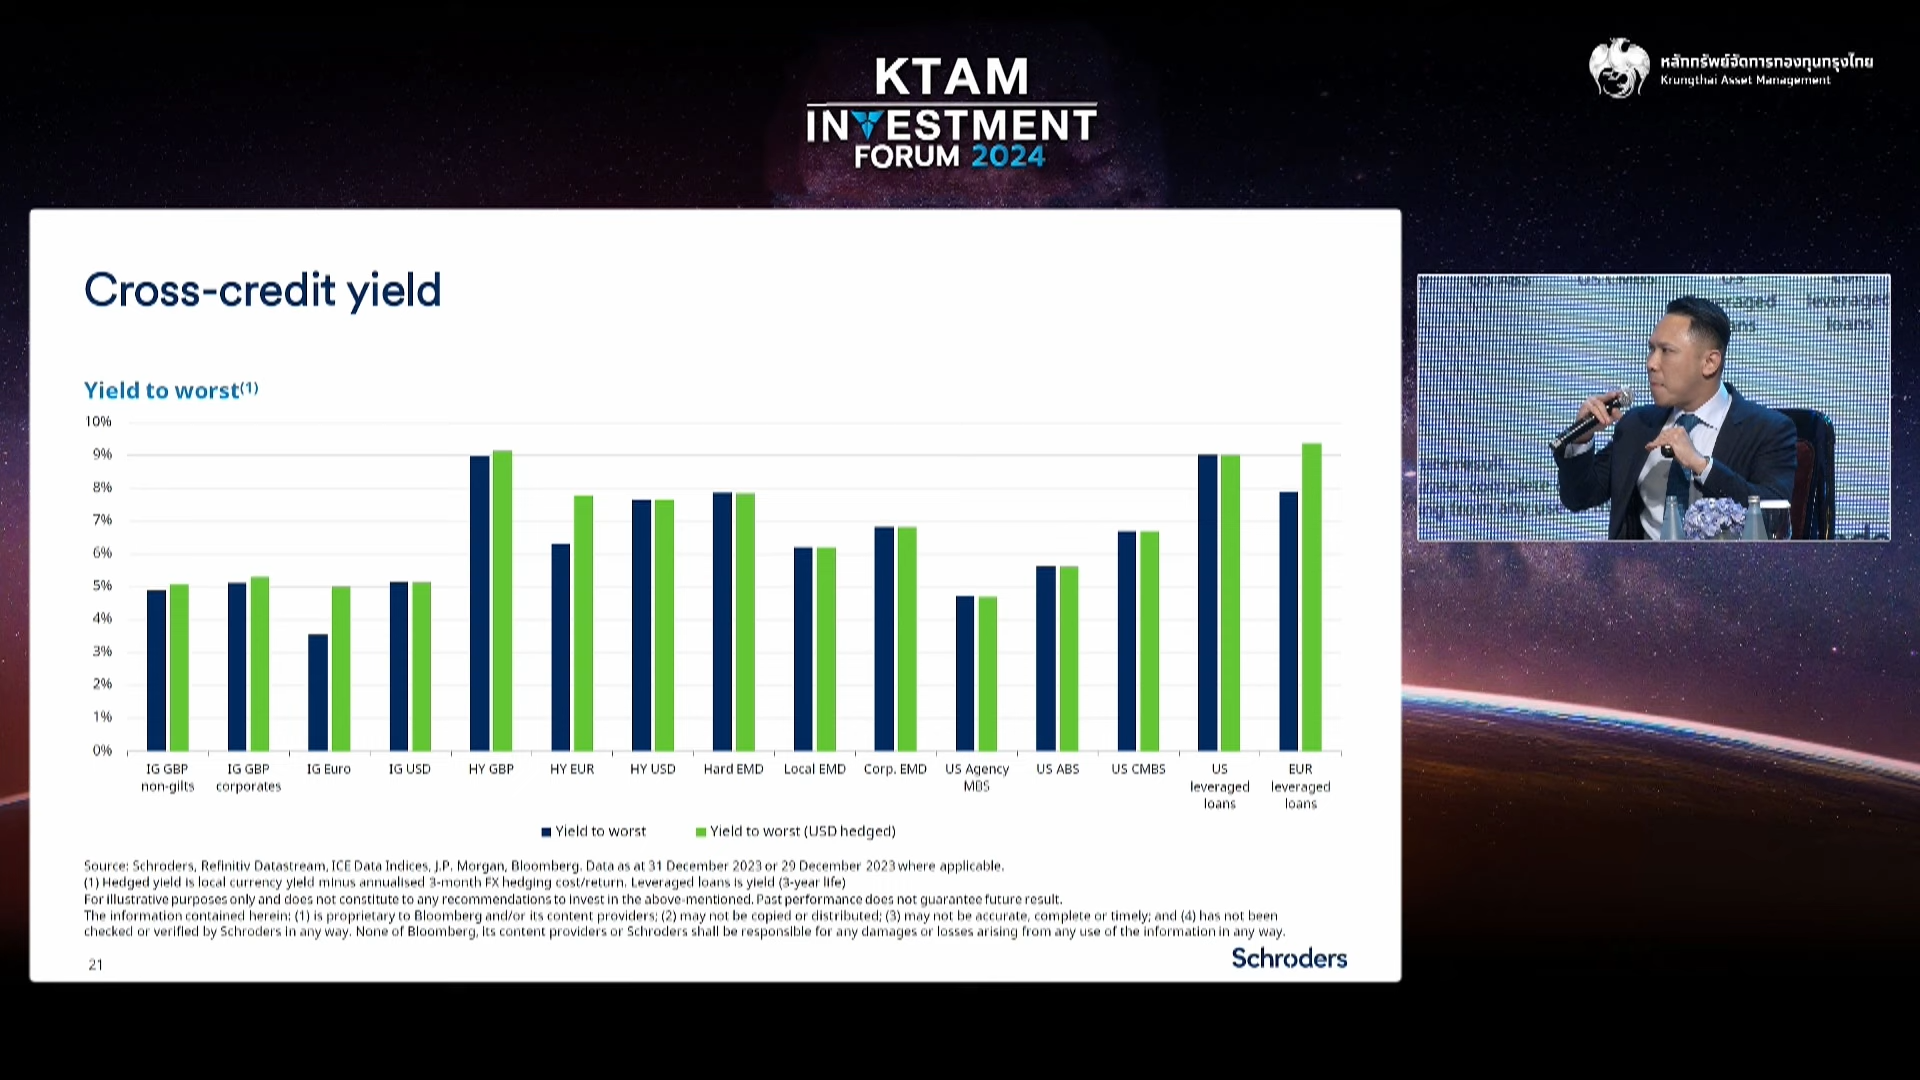 KTAM
INVESTMENT
FORUM 2024
หลักทรัพย์จัดการกองทุนกรุงไทย
Krungthai Asset Management
Cross-credit yield
Yield to worst(1)
10%
9%
8%
7%
6%
5%
4%
3%
2%
1%
0%
IG GBP non-gilts
IG GBP corporates
IG Euro
IG USD
HY GBP
HY EUR
HY USD
Hard EMD
Local EMD
Corp. EMD
US Agency MBS
US ABS
US CMBS
US leveraged loans
EUR leveraged loans
Yield to worst
Yield to worst (USD hedged)
Source: Schroders, Refinitiv Datastream, ICE Data Indices, J.P. Morgan, Bloomberg. Data as at 31 December 2023 or 29 December 2023 where applicable.
(1) Hedged yield is local currency yield minus annualised 3-month FX hedging cost/return. Leveraged loans is yield (3-year life)
For illustrative purposes only and does not constitute to any recommendations to invest in the above-mentioned. Past performance does not guarantee future result.
The information contained herein: (1) is proprietary to Bloomberg and/or its content providers; (2) may not be copied or distributed; (3) may not be accurate, complete or timely; and (4) has not been
checked or verified by Schroders in any way. None of Bloomberg, its content providers or Schroders shall be responsible for any damages or losses arising from any use of the information in any way.
21
Schroders
US ABS
US CMBS
US
leveraged
loans